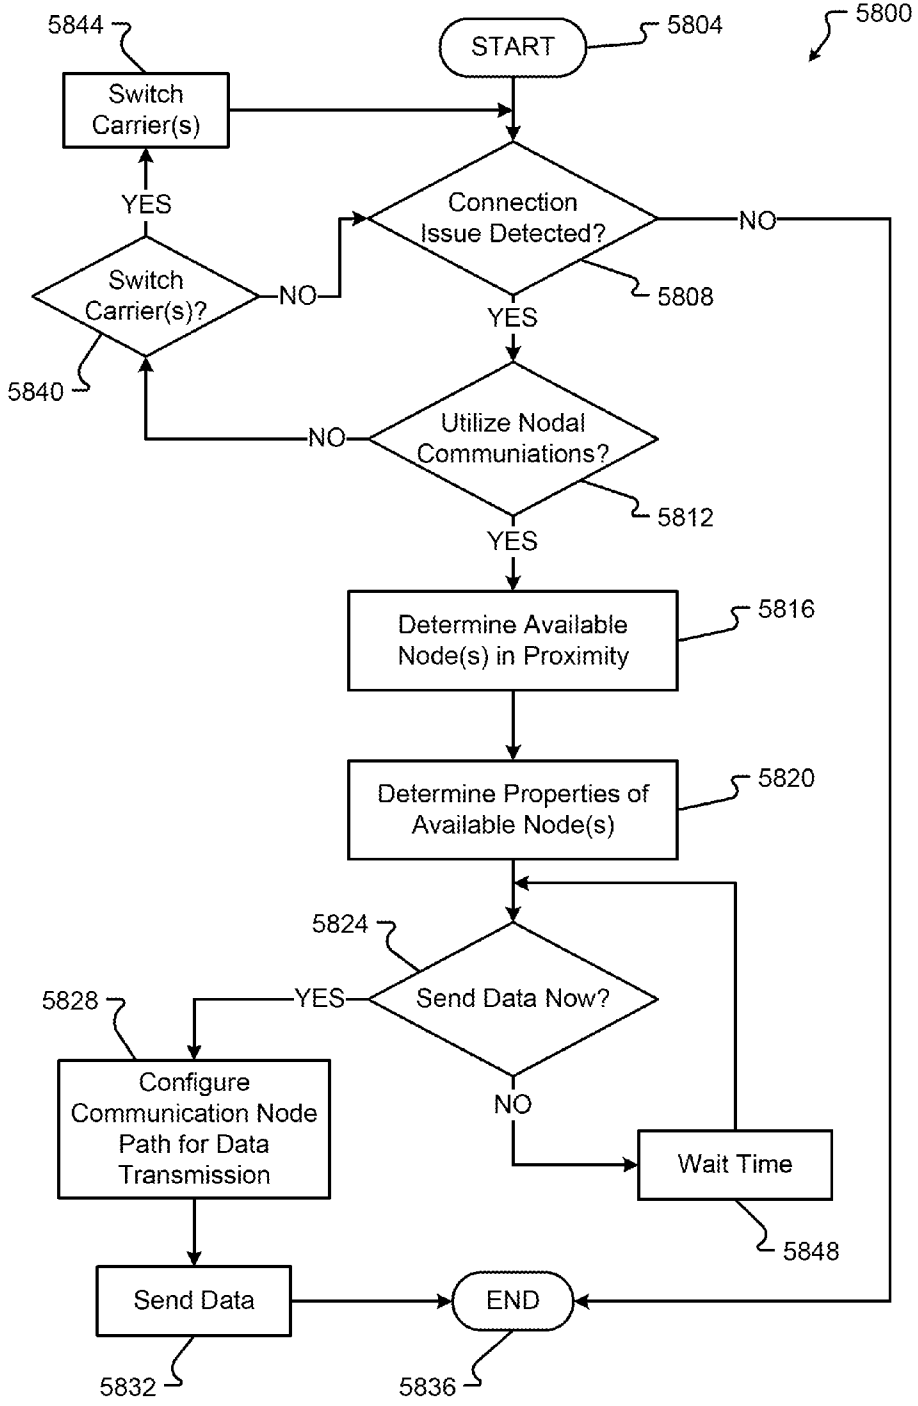 5844
START
5804
5800
Switch
Carrier(s)
YES
Connection
Issue Detected?
NO
Switch
Carrier(s)?
NO
5808
YES
5840
Utilize Nodal
Communiations?
NO
5812
YES
5816
Determine Available
Node(s) in Proximity
5820
Determine Properties of
Available Node(s)
5824
Send Data Now?
YES
5828
Configure
Communication Node
Path for Data
Transmission
NO
Wait Time
5848
Send Data
END
5832
5836